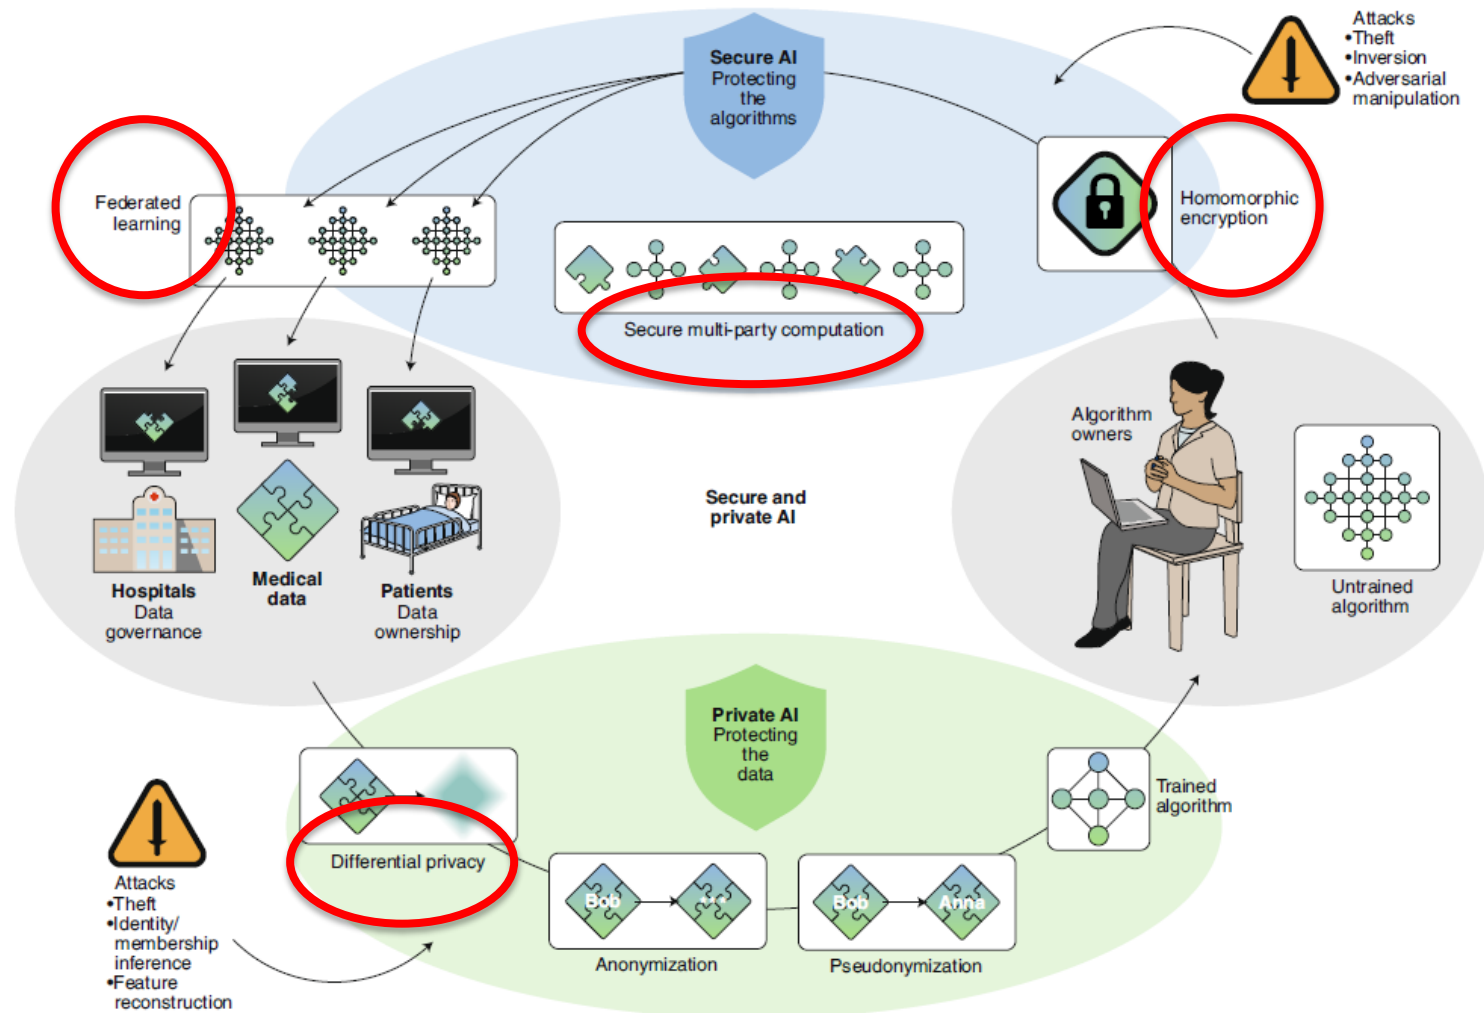 Secure AI
Protecting
the
algorithms
Attacks
•Theft
•Inversion
•Adversarial
manipulation
Federated
learning
Homomorphic
encryption
Secure multi-party computation
Algorithm
owners
Untrained
algorithm
Secure and
private AI
Hospitals
Data
governance
Medical
data
Patients
Data
ownership
Private AI
Protecting
the
data
Differential privacy
Trained
algorithm
Attacks
•Theft
•Identity/
membership
inference
•Feature
reconstruction
Bob
***
Anonymization
Bob
Anna
Pseudonymization